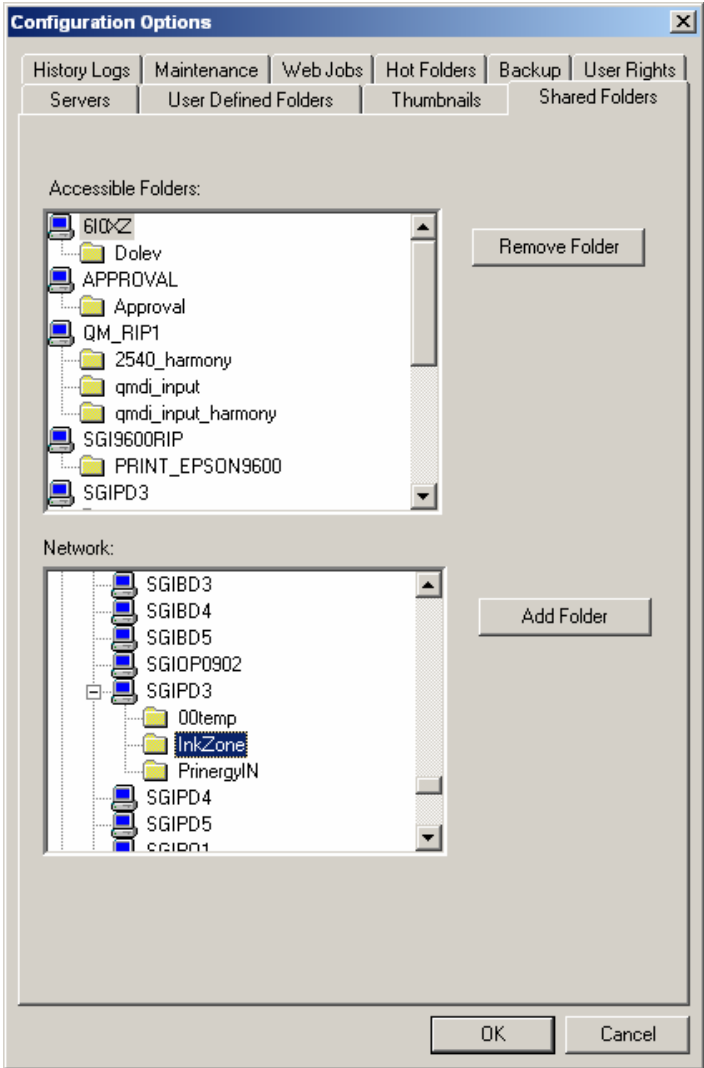 Configuration Options
History Logs Maintenance Web Jobs Hot Folders Backup User Rights
Servers User Defined Folders Thumbnails Shared Folders
Accessible Folders:
6I0XZ
Dolev
APPROVAL
Approval
QM_RIP1
2540_harmony
qmdi_input
qmdi_input_harmony
SGI9600RIP
PRINT_EPSON9600
SGIPD3
Remove Folder
Network:
SGIBD3
SGIBD4
SGIBD5
SGIOP0902
SGIPD3
00temp
InkZone
PrinergyIN
SGIPD4
SGIPD5
Add Folder
OK Cancel